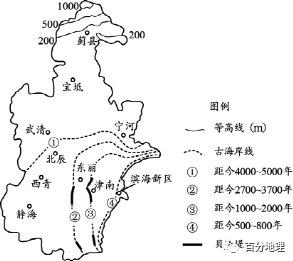 1000
500
200
200
蓟县
宝坻
武清
①
宁河
北辰
西青
东丽
津南
滨海新区
静海
②
③
④
图例
等高线(m)
古海岸线
① 距今4000~5000年
② 距今2700~3700年
③ 距今1000~2000年
④ 距今500~800年
贝壳堤
百分地理